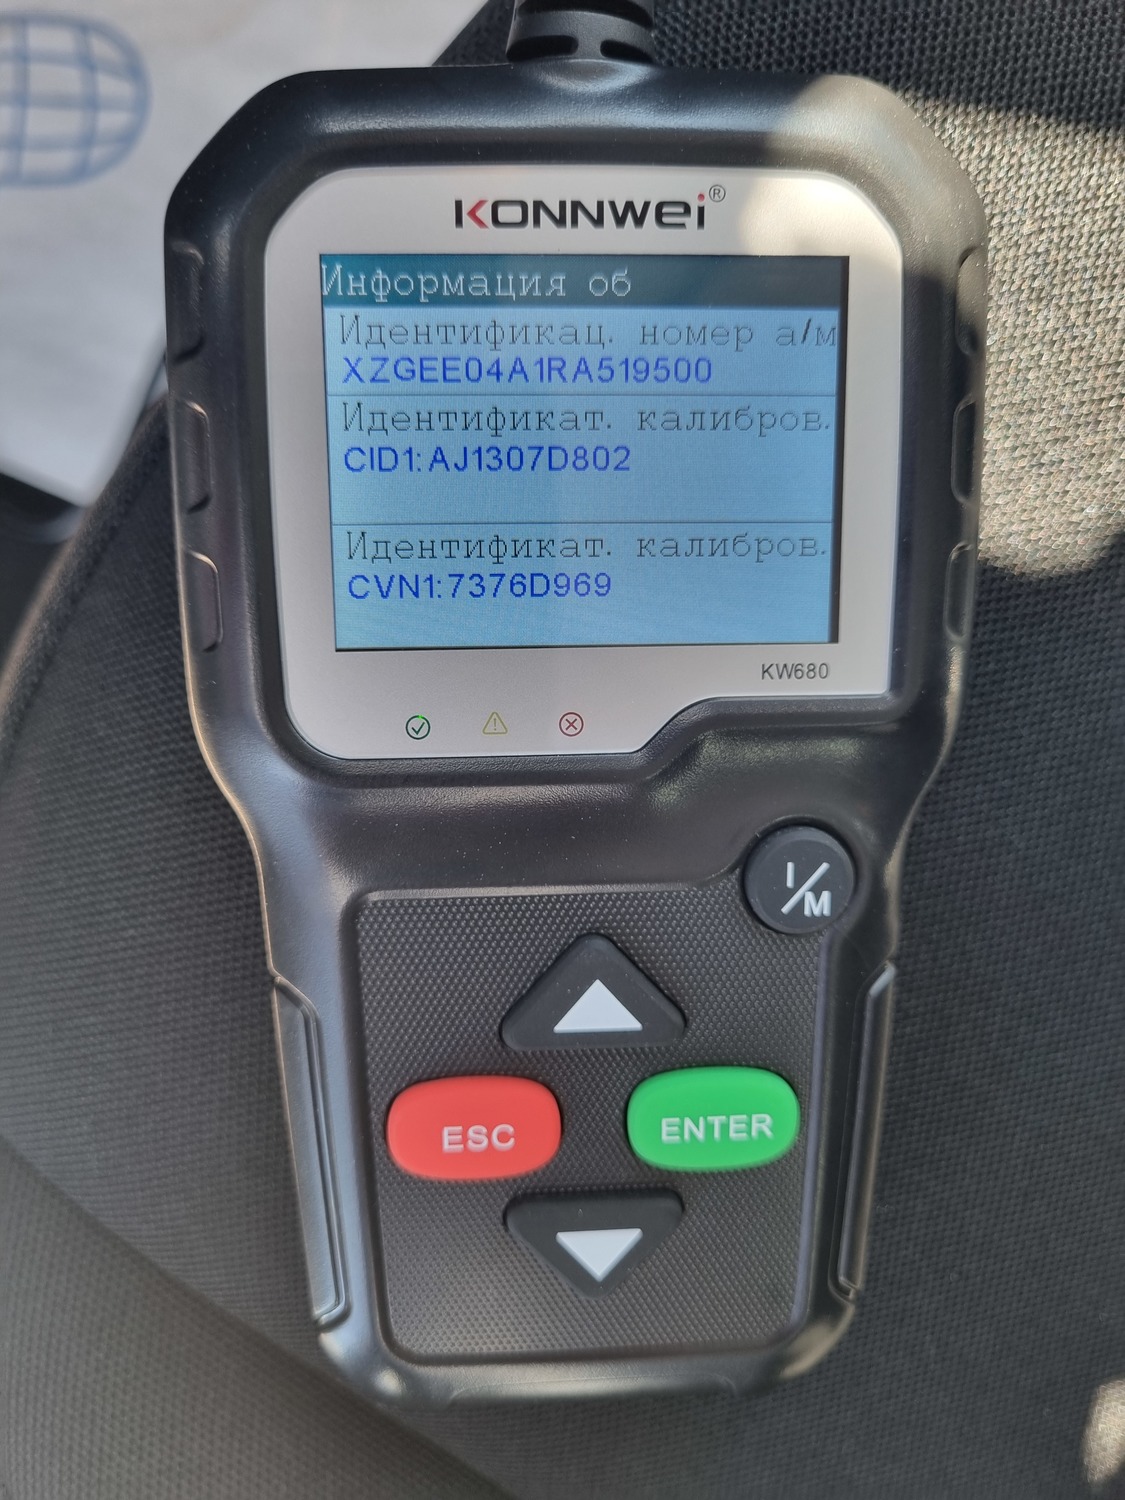 KONNWEI®
Информация об
Идентификац. номер а/м
XZGEE04A1RA519500
Идентификат. калибров.
CID1:AJ1307D802
Идентификат. калибров.
CVN1:7376D969
KW680
I/M
ESC
ENTER